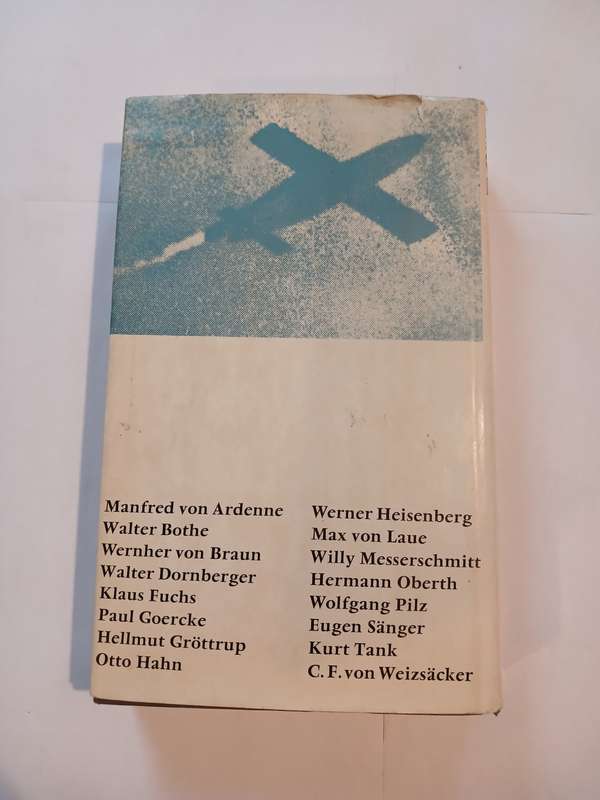 Manfred von Ardenne
Walter Bothe
Wernher von Braun
Walter Dornberger
Klaus Fuchs
Paul Goercke
Hellmut Gröttrup
Otto Hahn
Werner Heisenberg
Max von Laue
Willy Messerschmitt
Hermann Oberth
Wolfgang Pilz
Eugen Sänger
Kurt Tank
C. F. von Weizsäcker